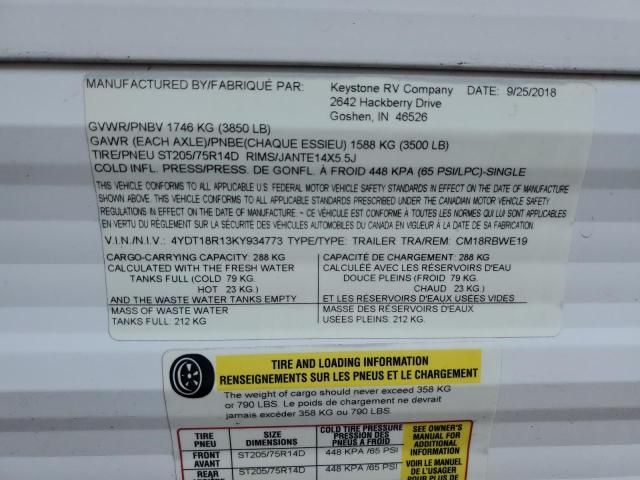 MANUFACTURED BY/FABRIQUÉ PAR: Keystone RV Company DATE: 9/25/2018
2642 Hackberry Drive
Goshen, IN 46526
GVWR/PNBV 1746 KG (3850 LB)
GAWR (EACH AXLE)/PNBE(CHAQUE ESSIEU) 1588 KG (3500 LB)
TIRE/PNEU ST205/75R14D RIMS/JANTE14X5.5J
COLD INFL. PRESS/PRESS. DE GONFL. À FROID 448 KPA (65 PSI/LPC)-SINGLE
THIS VEHICLE CONFORMS TO ALL APPLICABLE U.S. FEDERAL MOTOR VEHICLE SAFETY STANDARDS IN EFFECT ON THE DATE OF MANUFACTURE
SHOWN ABOVE. THIS VEHICLE CONFORMS TO ALL APPLICABLE STANDARDS PRESCRIBED UNDER THE CANADIAN MOTOR VEHICLE SAFETY
REGULATIONS IN EFFECT ON THE DATE OF MANUFACTURE - CE VÉHICULE EST CONFORME À TOUTES LES NORMES QUI LUI SONT APPLICABLES
EN VERTU DU RÈGLEMENT SUR LA SÉCURITÉ DES VÉHICULES AUTOMOBILES DU CANADA EN VIGUEUR À LA DATE DE SA FABRICATION
V.I.N./N.I.V.: 4YDT18R13KY934773 TYPE/TYPE: TRAILER TRA/REM: CM18RBWE19
CARGO-CARRYING CAPACITY: 288 KG
CALCULATED WITH THE FRESH WATER
TANKS FULL (COLD 79 KG.
HOT 23 KG.)
AND THE WASTE WATER TANKS EMPTY
MASS OF WASTE WATER
TANKS FULL: 212 KG
CAPACITÉ DE CHARGEMENT: 288 KG
CALCULÉE AVEC LES RÉSERVOIRS D'EAU
DOUCE PLEINS (FROID 79 KG.
CHAUD 23 KG.)
ET LES RÉSERVOIRS D'EAUX USÉES VIDES
MASSE DES RÉSERVOIRS D'EAUX
USÉES PLEINS: 212 KG.
TIRE AND LOADING INFORMATION
RENSEIGNEMENTS SUR LES PNEUS ET LE CHARGEMENT
The weight of cargo should never exceed 358 KG
or 790 LBS. Le poids de chargement ne devrait
jamais excéder 358 KG ou 790 LBS.
TIRE
PNEU
SIZE
DIMENSIONS
COLD TIRE PRESSURE
PRESSION DES
PNEUS A FROID
FRONT
AVANT
ST205/75R14D
448 KPA /65 PSI
REAR
ST205/75R14D
448 KPA /65 PSI
SEE OWNER'S
MANUAL FOR
ADDITIONAL
INFORMATION
VOIR LE MANUEL
DE L'USAGER
POUR PLUS